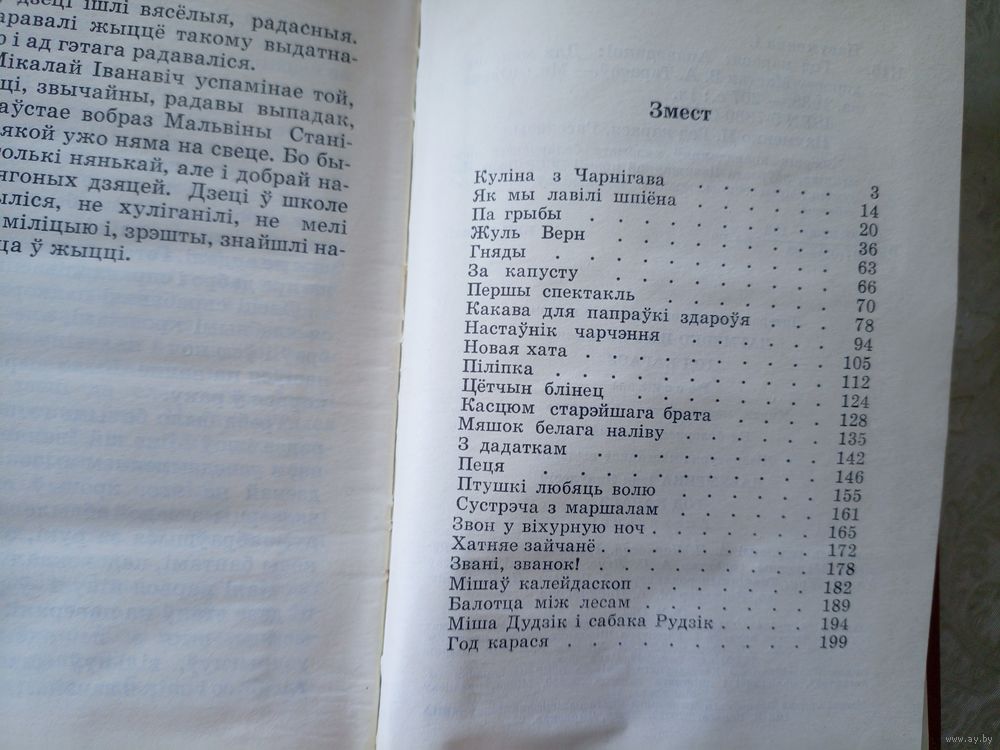 дзеці ішлі вясёлыя, радасныя.
аравалі жыццё такому выдатна-
і ад гэтага радаваліся.
Мікалай Іванавіч успамінае той,
ці, звычайны, радавы выпадак,
аўстае вобраз Мальвіны Стані-
якой ужо няма на свеце. Бо бы-
олькі нянькай, але і добрай на-
ягоных дзяцей. Дзеці ў школе
ыліся, не хуліганілі, не мелі
міліцыю і, зрэшты, знайшлі на-
ца ў жыцці.
Змест
Куліна з Чарнігава . . . . . . 3
Як мы лавілі шпіёна . . . . . . 14
Па грыбы . . . . . . . . . 20
Жуль Верн . . . . . . . . 36
Гняды . . . . . . . . . . 63
За капусту . . . . . . . . 66
Першы спектакль . . . . . . 70
Какава для папраўкі здароўя . . . 78
Настаўнік чарчэння . . . . . . 94
Новая хата . . . . . . . . 105
Піліпка . . . . . . . . . . 112
Цётчын блінец . . . . . . . 124
Касцюм старэйшага брата . . . . 128
Мяшок белага наліву . . . . . 135
З дадаткам . . . . . . . . 142
Пеця . . . . . . . . . . 146
Птушкі любяць волю . . . . . 155
Сустрэча з маршалам . . . . . 161
Звон у віхурную ноч . . . . . . 165
Хатняе зайчанё . . . . . . . . 172
Звані, званок! . . . . . . . . 178
Мішаў калейдаскоп . . . . . . 182
Балотца між лесам . . . . . . 189
Міша Дудзік і сабака Рудзік . . . . 194
Год карася . . . . . . . . . 199
www.ay.by